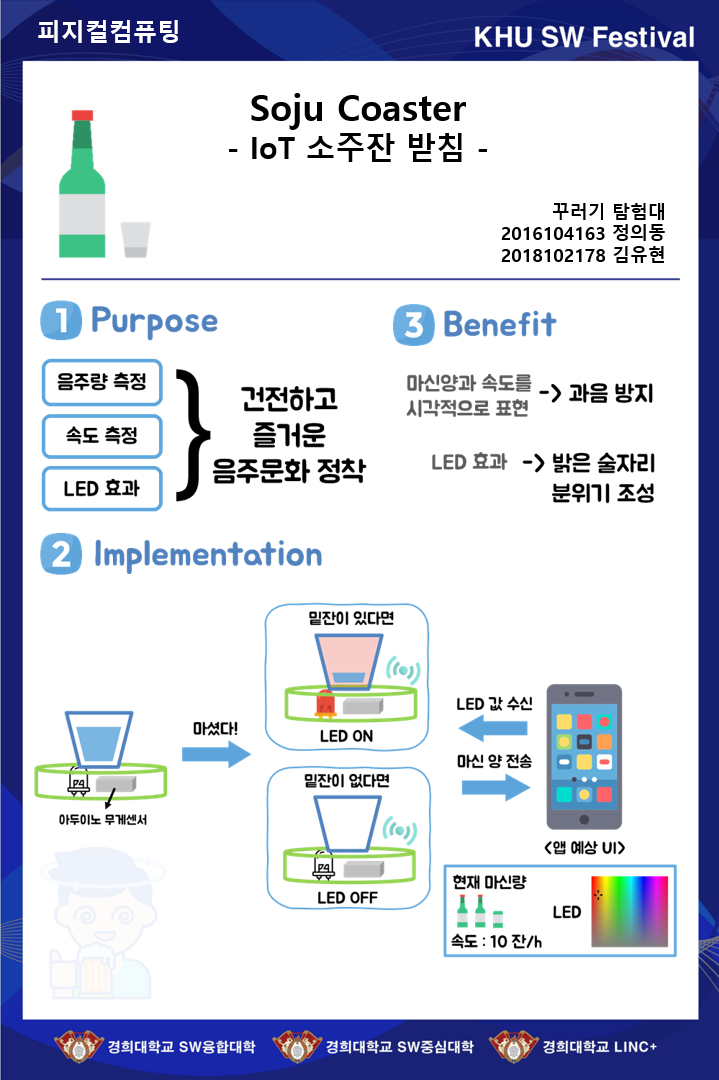 피지컬컴퓨팅
KHU SW Festival
Soju Coaster
- IoT 소주잔 받침 -
꾸러기 탐험대
2016104163 정의동
2018102178 김유현
1 Purpose
음주량 측정
속도 측정
LED 효과
}
건전하고
즐거운
음주문화 정착
3 Benefit
마신양과 속도를
시각적으로 표현
-> 과음 방지
LED 효과 -> 밝은 술자리
분위기 조성
2 Implementation
아두이노 무게센서
마셨다!
밑잔이 있다면
LED ON
밑잔이 없다면
LED OFF
LED 값 수신
마신 양 전송
<앱 예상 UI>
현재 마신량
속도 : 10 잔/h
LED
경희대학교 SW융합대학
경희대학교 SW중심대학
경희대학교 LINC+